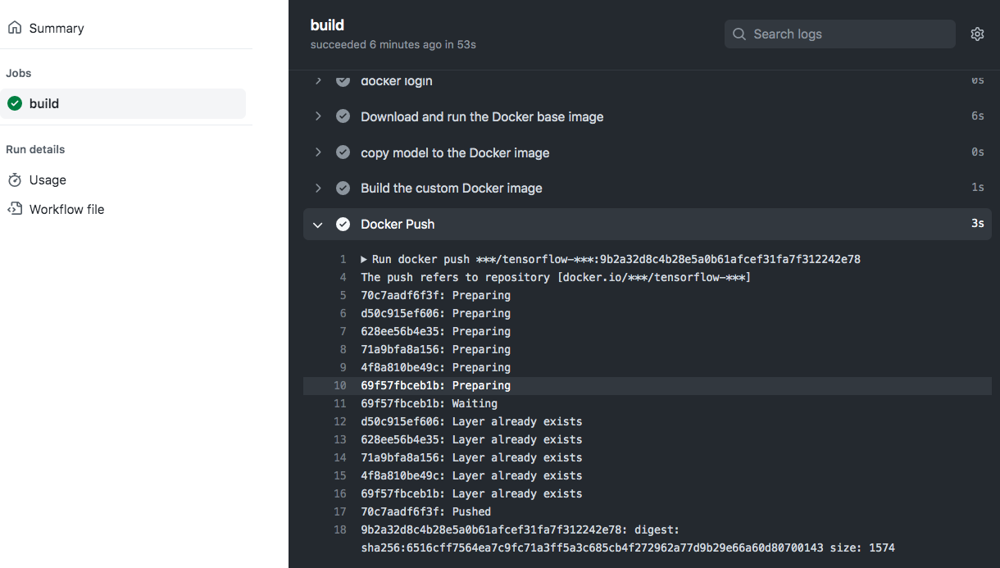 Summary
Jobs
build
Run details
Usage
Workflow file
build
succeeded 6 minutes ago in 53s
Search logs
docker login 0s
Download and run the Docker base image 6s
copy model to the Docker image 0s
Build the custom Docker image 1s
Docker Push 3s
1 Run docker push ***/tensorflow-***:9b2a32d8c4b28e5a0b61afcef31fa7f312242e78
4 The push refers to repository [docker.io/***/tensorflow-***]
5 70c7aadf6f3f: Preparing
6 d50c915ef606: Preparing
7 628ee56b4e35: Preparing
8 71a9bfa8a156: Preparing
9 4f8a810be49c: Preparing
10 69f57fbceb1b: Preparing
11 69f57fbceb1b: Waiting
12 d50c915ef606: Layer already exists
13 628ee56b4e35: Layer already exists
14 71a9bfa8a156: Layer already exists
15 4f8a810be49c: Layer already exists
16 69f57fbceb1b: Layer already exists
17 70c7aadf6f3f: Pushed
18 9b2a32d8c4b28e5a0b61afcef31fa7f312242e78: digest:
sha256:6516cff7564ea7c9fc71a3ff5a3c685cb4f272962a77d9b29e66a60d80700143 size: 1574